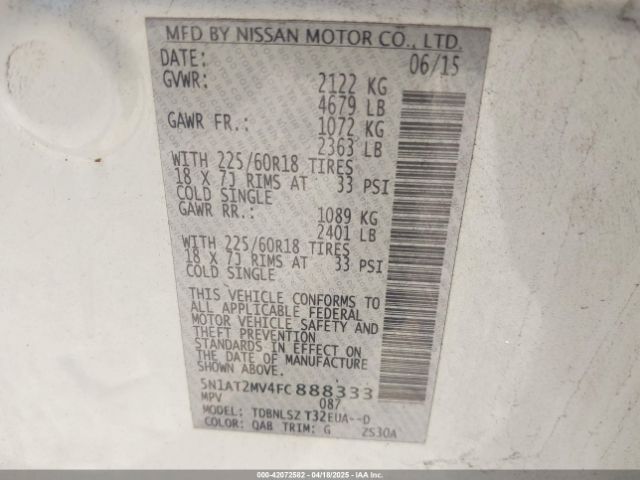 MFD BY NISSAN MOTOR CO., LTD.
DATE: 06/15
GVWR: 2122 KG
4679 LB
GAWR FR.: 1072 KG
2363 LB
WITH 225/60R18 TIRES
18 X 7J RIMS AT 33 PSI
COLD SINGLE
GAWR RR.: 1089 KG
2401 LB
WITH 225/60R18 TIRES
18 X 7J RIMS AT 33 PSI
COLD SINGLE
THIS VEHICLE CONFORMS TO
ALL APPLICABLE FEDERAL
MOTOR VEHICLE SAFETY AND
THEFT PREVENTION
STANDARDS IN EFFECT ON
THE DATE OF MANUFACTURE
SHOWN ABOVE.
5N1AT2MV4FC888333
MPV 087
MODEL: TDBNLSZ T32EUA--D
COLOR: QAB TRIM: G 2S30A
000-42072582 - 04/18/2025 - IAAI.com